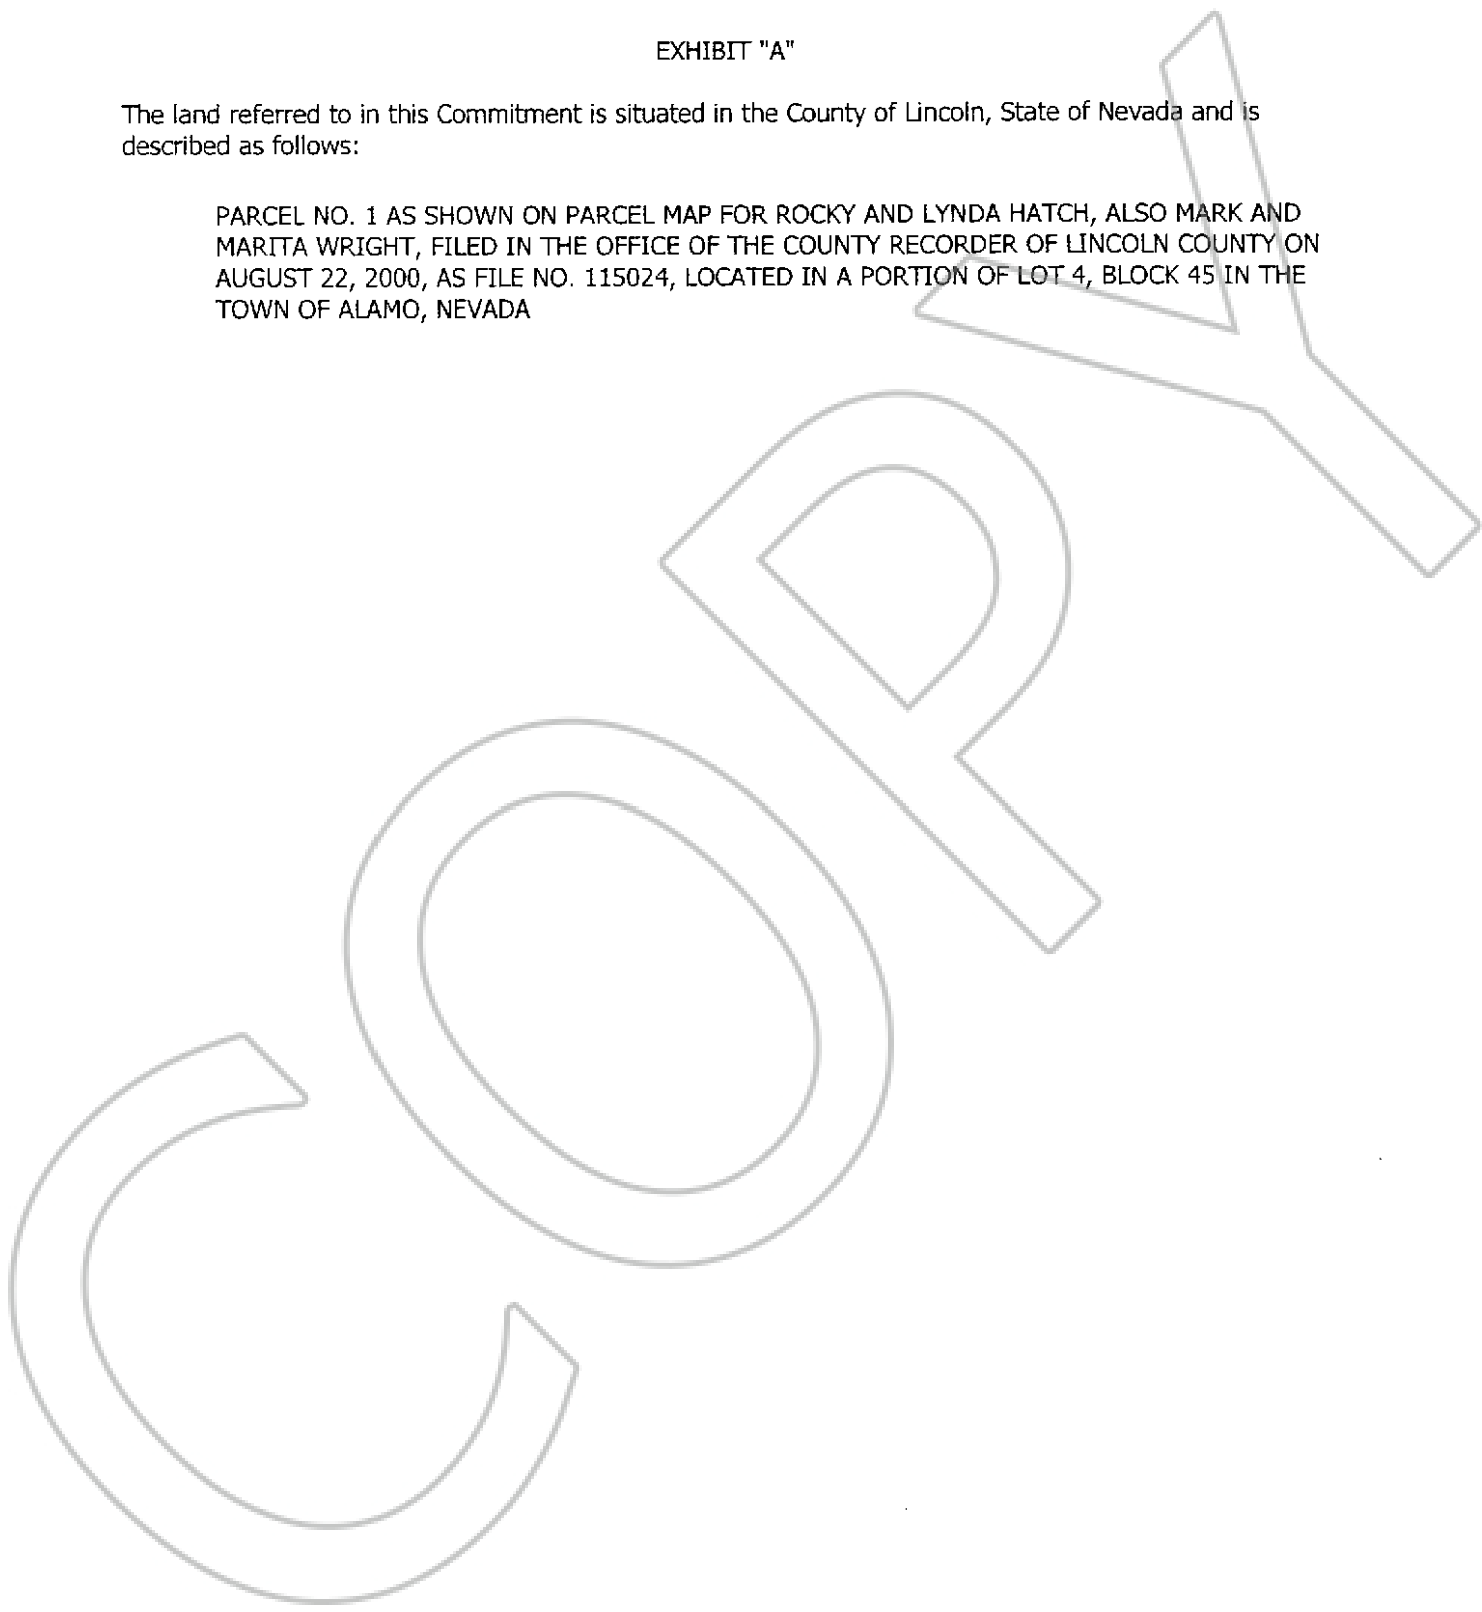 EXHIBIT "A"
The land referred to in this Commitment is situated in the County of Lincoln, State of Nevada and is
described as follows:
PARCEL NO. 1 AS SHOWN ON PARCEL MAP FOR ROCKY AND LYNDA HATCH, ALSO MARK AND
MARITA WRIGHT, FILED IN THE OFFICE OF THE COUNTY RECORDER OF LINCOLN COUNTY ON
AUGUST 22, 2000, AS FILE NO. 115024, LOCATED IN A PORTION OF LOT 4, BLOCK 45 IN THE
TOWN OF ALAMO, NEVADA
COPY